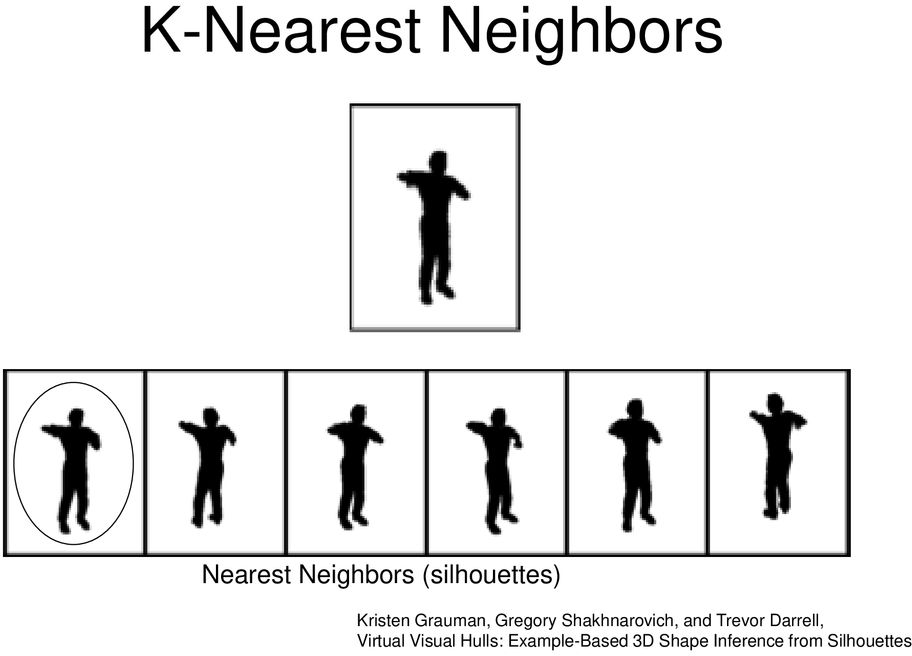 K-Nearest Neighbors
Nearest Neighbors (silhouettes)
Kristen Grauman, Gregory Shakhnarovich, and Trevor Darrell,
Virtual Visual Hulls: Example-Based 3D Shape Inference from Silhouettes